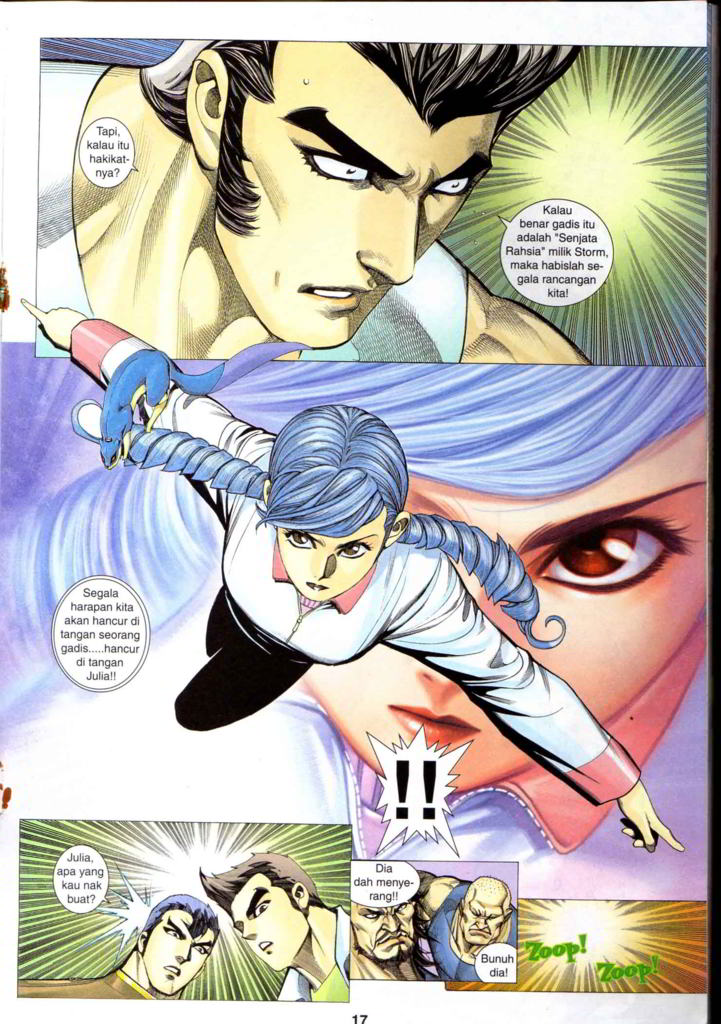 Tapi,
kalau itu
hakikat-
nya?
Kalau
benar gadis itu
adalah "Senjata
Rahsia" milik Storm,
maka habislah se-
gala rancangan
kita!
Segala
harapan kita
akan hancur di
tangan seorang
gadis.....hancur
di tangan
Julia!!
!!
Julia,
apa yang
kau nak
buat?
Dia
dah menye-
rang!!
Bunuh
dia!
Zoop!
Zoop!
17